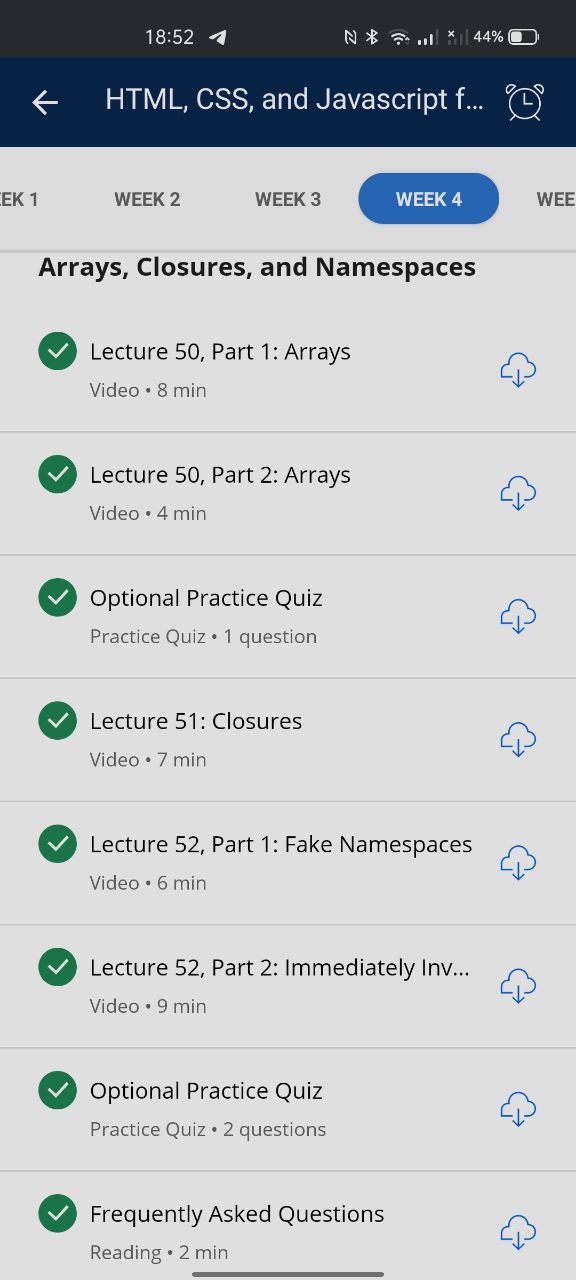 18:52
44%
HTML, CSS, and Javascript f...
EK 1 WEEK 2 WEEK 3 WEEK 4 WEE
Arrays, Closures, and Namespaces
Lecture 50, Part 1: Arrays
Video • 8 min
Lecture 50, Part 2: Arrays
Video • 4 min
Optional Practice Quiz
Practice Quiz • 1 question
Lecture 51: Closures
Video • 7 min
Lecture 52, Part 1: Fake Namespaces
Video • 6 min
Lecture 52, Part 2: Immediately Inv...
Video • 9 min
Optional Practice Quiz
Practice Quiz • 2 questions
Frequently Asked Questions
Reading • 2 min